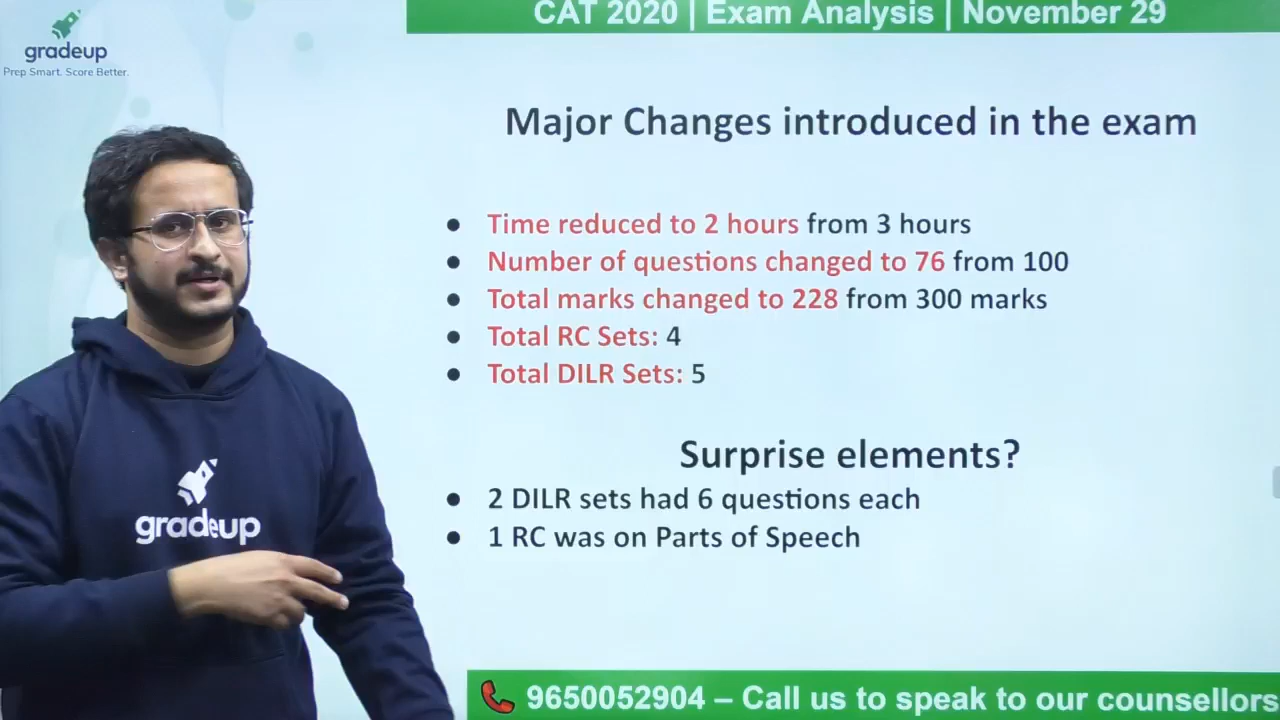 CAT 2020 | Exam Analysis | November 29
gradeup
Prep Smart. Score Better.
Major Changes introduced in the exam
● Time reduced to 2 hours from 3 hours
● Number of questions changed to 76 from 100
● Total marks changed to 228 from 300 marks
● Total RC Sets: 4
● Total DILR Sets: 5
Surprise elements?
● 2 DILR sets had 6 questions each
● 1 RC was on Parts of Speech
gradeup
9650052904 – Call us to speak to our counsellors